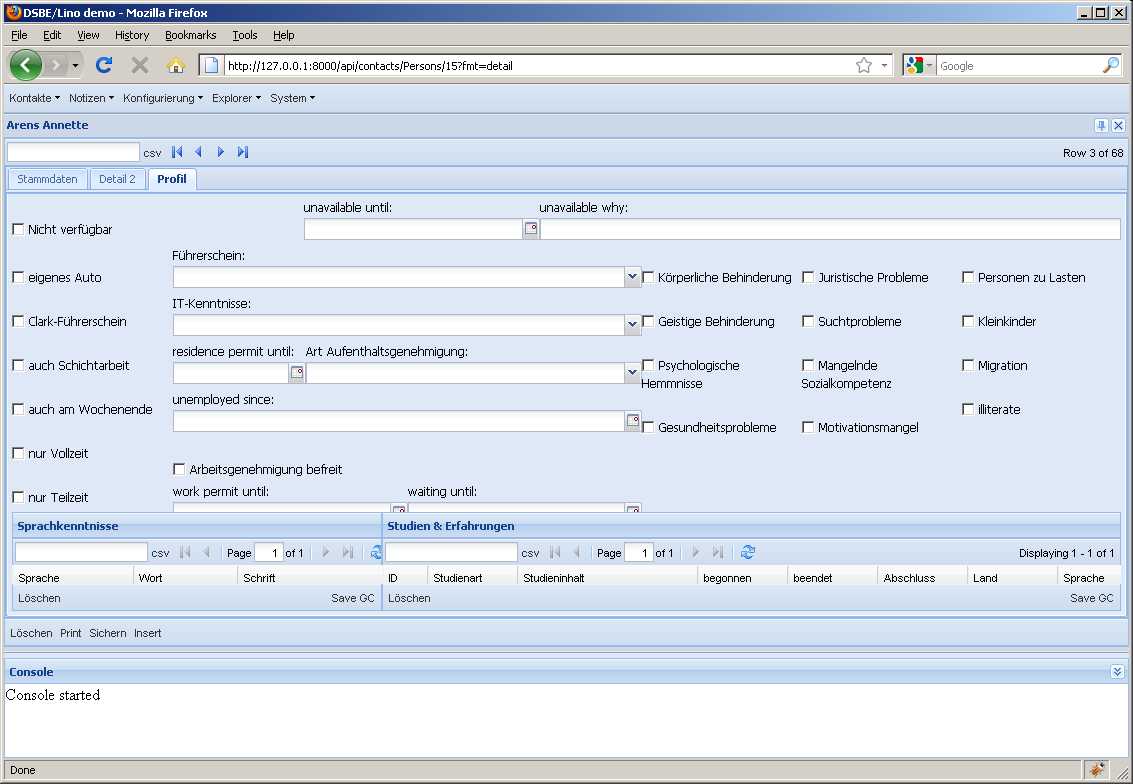 DSBE/Lino demo - Mozilla Firefox
File Edit View History Bookmarks Tools Help
http://127.0.0.1:8000/api/contacts/Persons/15?fmt=detail Google
Kontakte Notizen Konfigurierung Explorer System
Arens Annette
csv Row 3 of 68
Stammdaten Detail 2 Profil
unavailable until: unavailable why:
Nicht verfügbar
Führerschein:
eigenes Auto Körperliche Behinderung Juristische Probleme Personen zu Lasten
IT-Kenntnisse:
Clark-Führerschein Geistige Behinderung Suchtprobleme Kleinkinder
residence permit until: Art Aufenthaltsgenehmigung:
auch Schichtarbeit Psychologische Mangelnde Migration
Hemmnisse Sozialkompetenz
unemployed since:
auch am Wochenende illiterate
Gesundheitsprobleme Motivationsmangel
nur Vollzeit
Arbeitsgenehmigung befreit
work permit until: waiting until:
nur Teilzeit
Sprachkenntnisse Studien & Erfahrungen
csv Page 1 of 1 csv Page 1 of 1 Displaying 1 - 1 of 1
Sprache Wort Schrift ID Studienart Studieninhalt begonnen beendet Abschluss Land Sprache
Löschen Save GC Löschen Save GC
Löschen Print Sichern Insert
Console
Console started
Done